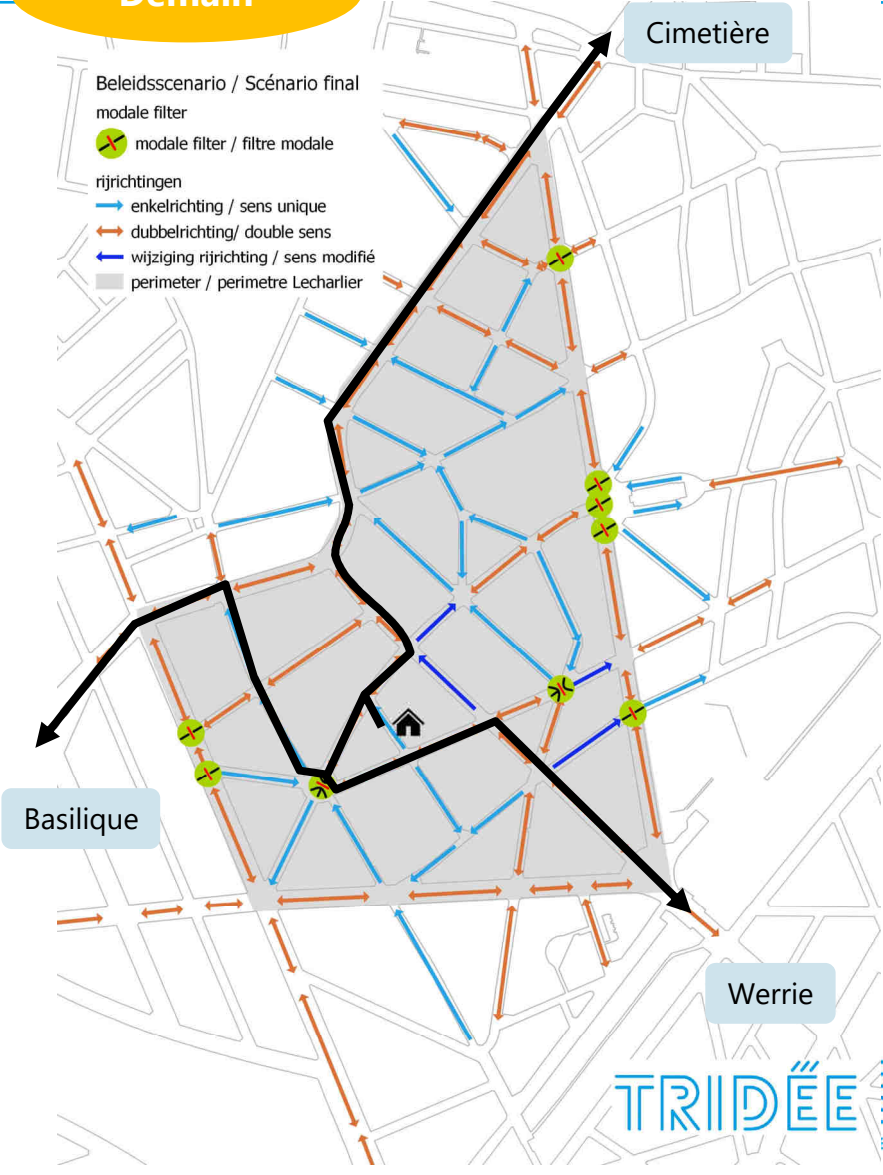 Demain
Cimetière
Beleidsscenario / Scénario final
modale filter
modale filter / filtre modale
rijrichtingen
enkelrichting / sens unique
dubbelrichting/ double sens
wijziging rijrichting / sens modifié
perimeter / perimetre Lecharlier
Basilique
Werrie
TRIDËE